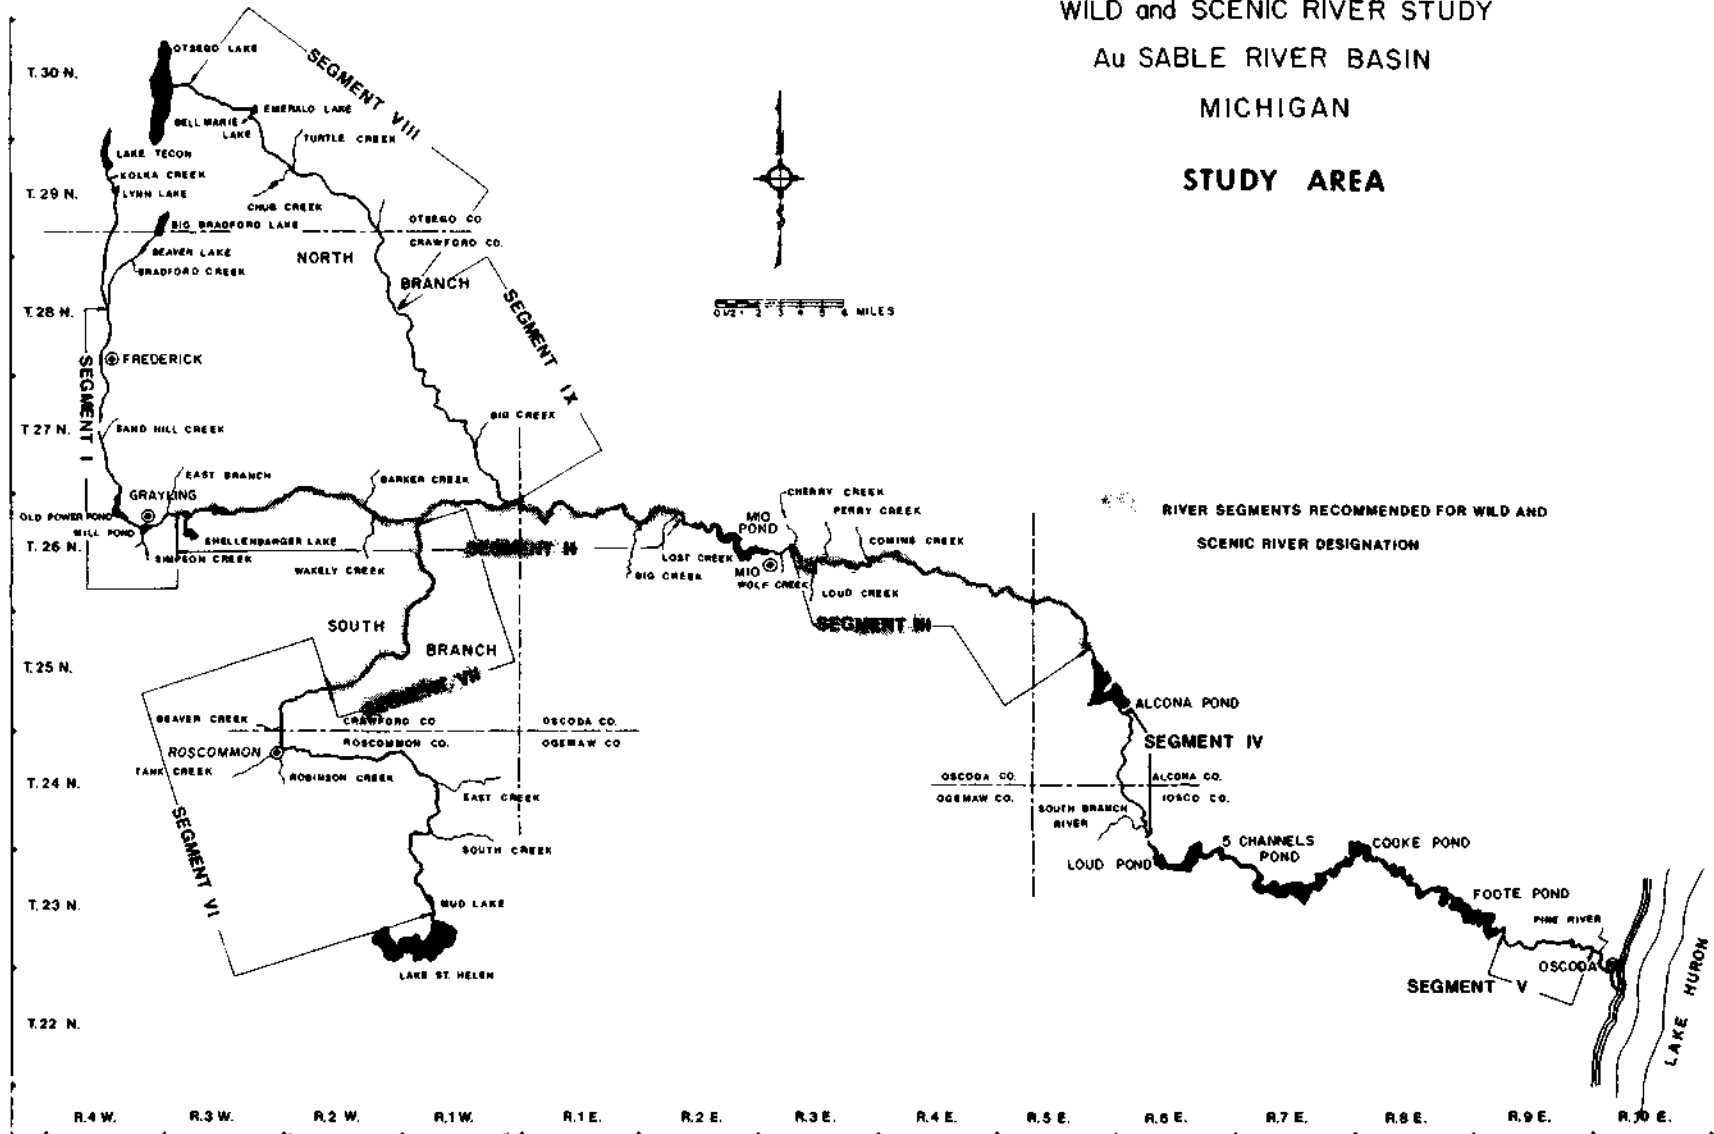 WILD and SCENIC RIVER STUDY
Au SABLE RIVER BASIN
MICHIGAN
STUDY AREA
T. 30 N.
T. 29 N.
T. 28 N.
T 27 N.
T. 26 N.
T. 25 N.
T. 24 N.
T. 23 N.
T. 22 N.
OTSEGO LAKE
SEGMENT VIII
EMERALD LAKE
BELL MARIE
LAKE
TURTLE CREEK
LAKE TECON
KOLKA CREEK
LYNN LAKE
CHUB CREEK
BIG BRADFORD LAKE
OTSEGO CO
CRAWFORD CO.
BEAVER LAKE
BRADFORD CREEK
NORTH
BRANCH
SEGMENT IX
MILES
FREDERICK
SEGMENT I
SAND HILL CREEK
BIG CREEK
EAST BRANCH
GRAYLING
OLD POWER POND
MILL POND
SHELLENBARGER LAKE
SIMPSON CREEK
BARKER CREEK
WAKELY CREEK
SEGMENT II
LOST CREEK
BIG CREEK
MIO
POND
CHERRY CREEK
PERRY CREEK
COMINS CREEK
MIO
WOLF CREEK
LOUD CREEK
SEGMENT III
RIVER SEGMENTS RECOMMENDED FOR WILD AND
SCENIC RIVER DESIGNATION
SOUTH
BRANCH
SEGMENT VII
BEAVER CREEK
CRAWFORD CO
ROSCOMMON CO.
OSCODA CO.
OGEMAW CO
ROSCOMMON
TANK CREEK
ROBINSON CREEK
EAST CREEK
SOUTH CREEK
SEGMENT VI
MUD LAKE
LAKE ST. HELEN
ALCONA POND
SEGMENT IV
OSCODA CO.
OGEMAW CO.
ALCONA CO.
IOSCO CO.
SOUTH BRANCH
RIVER
LOUD POND
5 CHANNELS
POND
COOKE POND
FOOTE POND
PINE RIVER
OSCODA
SEGMENT V
LAKE HURON
R.4 W.
R.3 W.
R.2 W.
R.1 W.
R.1 E.
R.2 E.
R.3 E.
R.4 E.
R.5 E.
R.6 E.
R.7 E.
R.8 E.
R.9 E.
R.10 E.